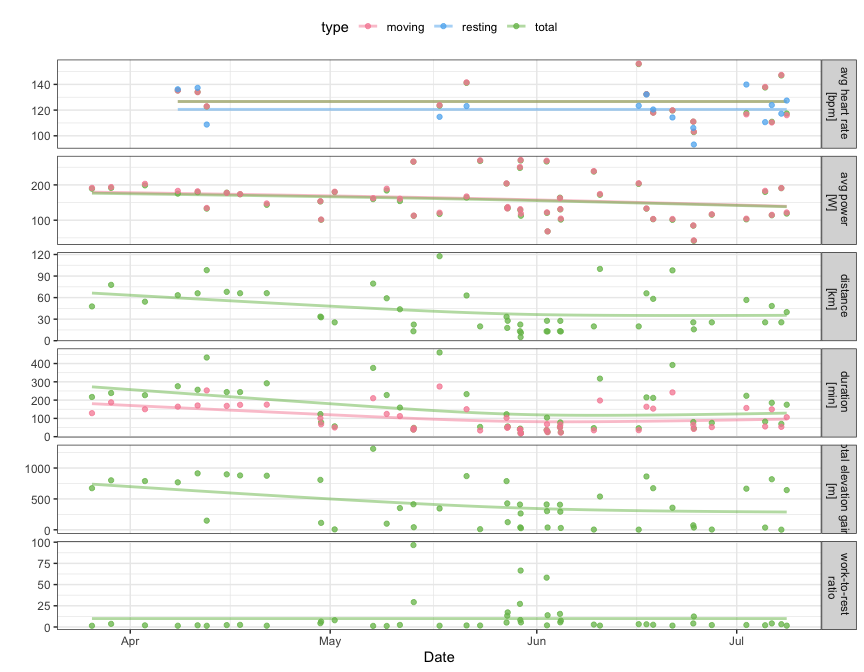 type moving resting total
140
120
100
avg heart rate
[bpm]
200
100
avg power
[W]
120
90
60
30
0
distance
[km]
400
300
200
100
0
duration
[min]
1000
500
0
otal elevation gain
[m]
100
75
50
25
0
work-to-rest
ratio
Apr May Jun Jul
Date